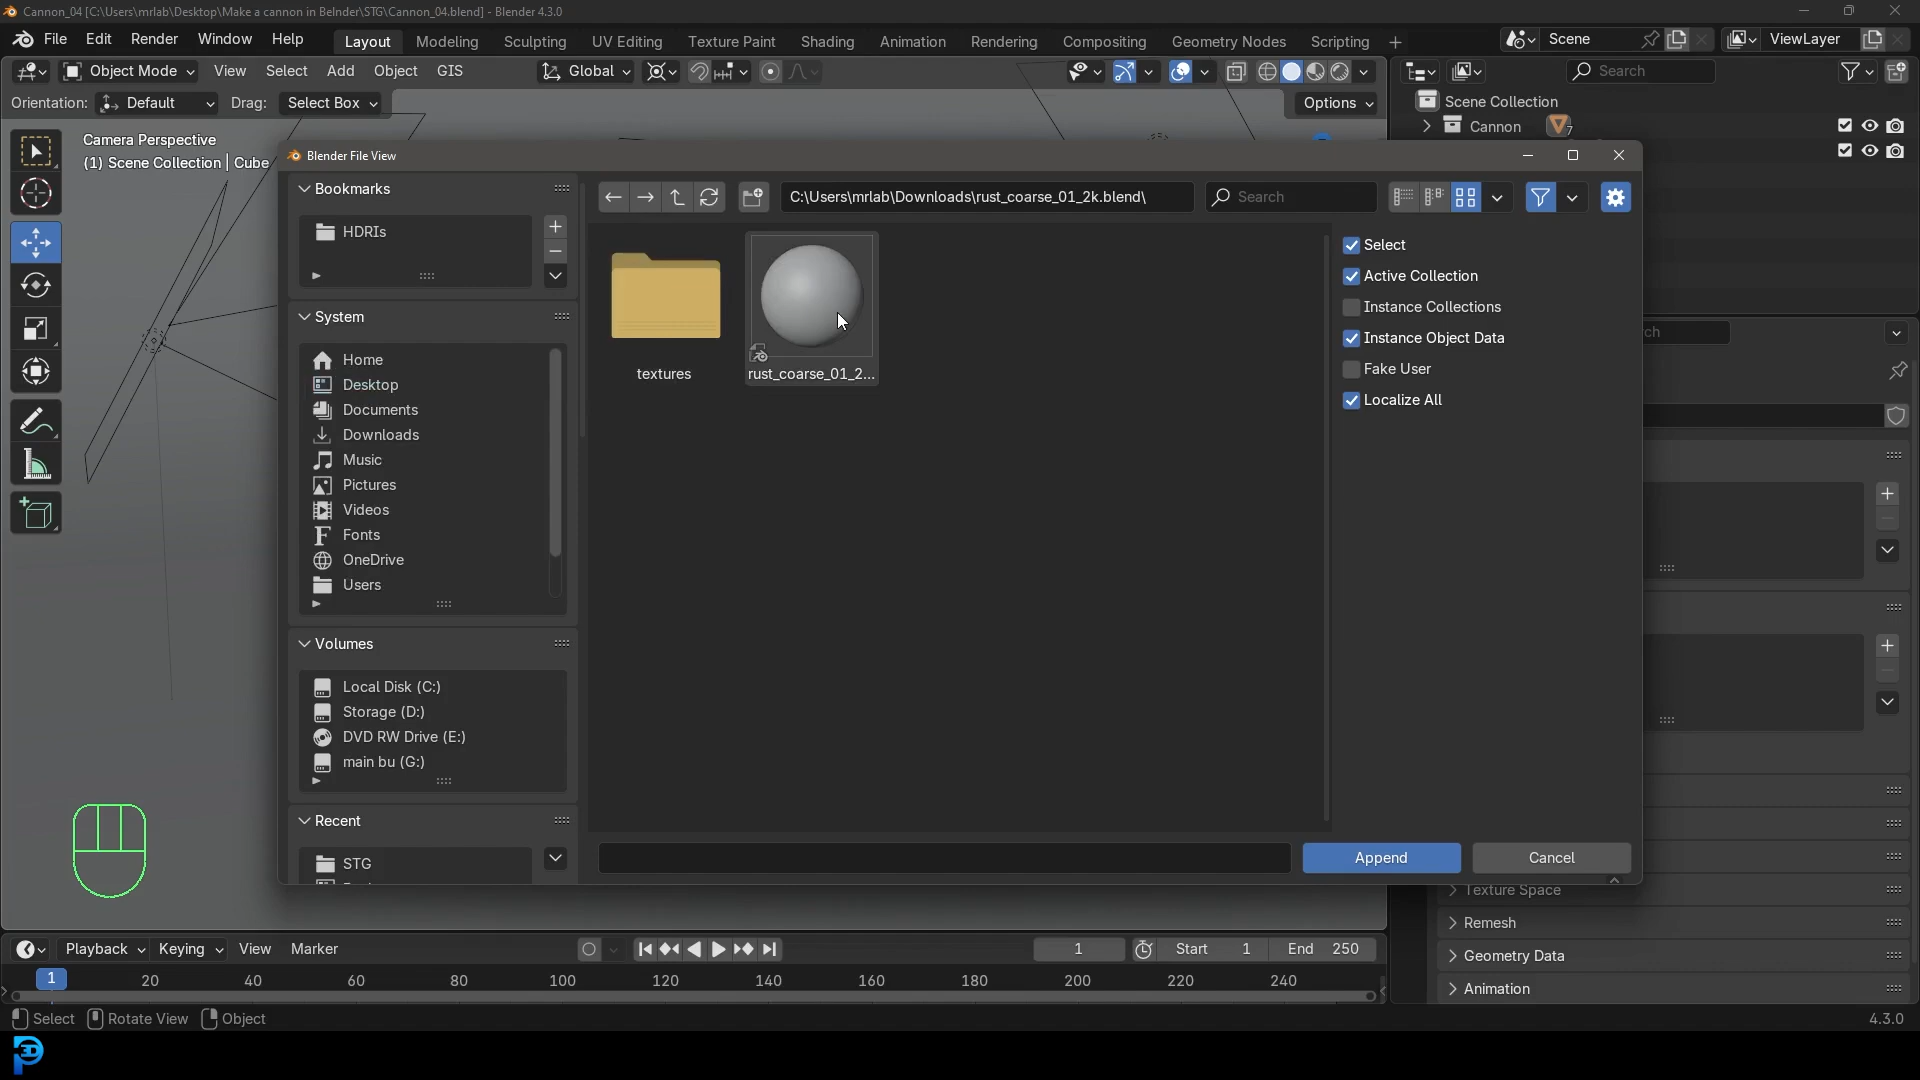 Cannon_04 [C:\Users\mrlab\Desktop\Make a cannon in Belnder\STG\Cannon_04.blend] - Blender 4.3.0
File Edit Render Window Help Layout Modeling Sculpting UV Editing Texture Paint Shading Animation Rendering Compositing Geometry Nodes Scripting + Scene ViewLayer
Object Mode View Select Add Object GIS Global Search
Orientation: Default Drag: Select Box Options Scene Collection
Cannon 7
Camera Perspective
(1) Scene Collection | Cube
Blender File View
Bookmarks
C:\Users\mrlab\Downloads\rust_coarse_01_2k.blend\ Search
HDRIs
System
Home
Desktop
Documents
Downloads
Music
Pictures
Videos
Fonts
OneDrive
Users
Volumes
Local Disk (C:)
Storage (D:)
DVD RW Drive (E:)
main bu (G:)
Recent
STG
textures
rust_coarse_01_2...
Select
Active Collection
Instance Collections
Instance Object Data
Fake User
Localize All
Append Cancel
Texture Space
Remesh
Geometry Data
Animation
Playback Keying View Marker 1 Start 1 End 250
1 20 40 60 80 100 120 140 160 180 200 220 240
Select Rotate View Object 4.3.0